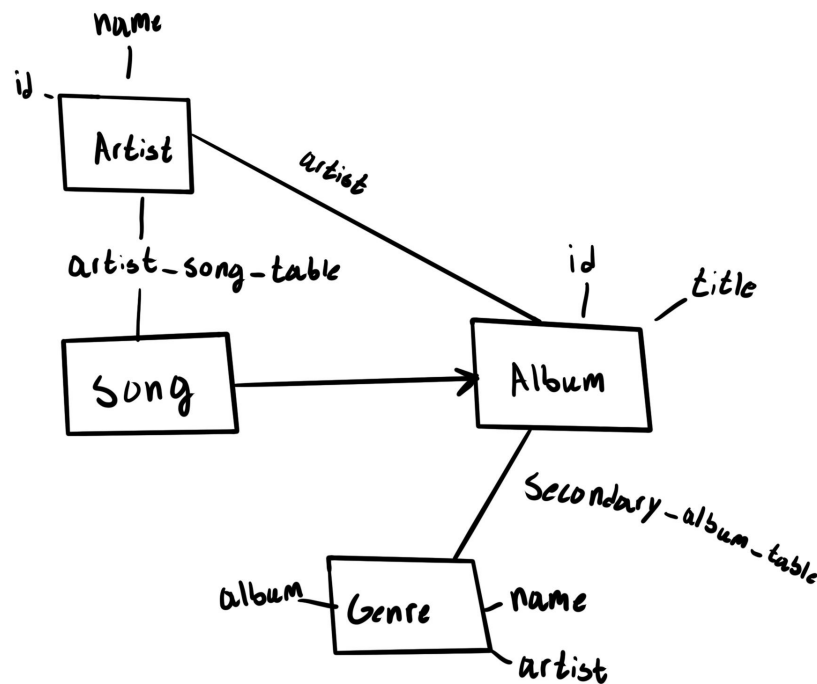 name
id
Artist
artist
artist_song_table
id
title
Song
Album
Secondary_album_table
album
Genre
name
artist